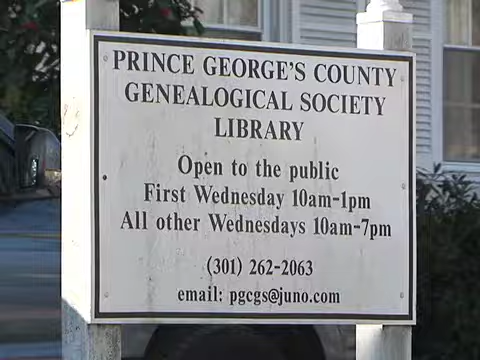 PRINCE GEORGE'S COUNTY
GENEALOGICAL SOCIETY
LIBRARY
Open to the public
First Wednesday 10am-1pm
All other Wednesdays 10am-7pm
(301) 262-2063
email: pgcgs@juno.com